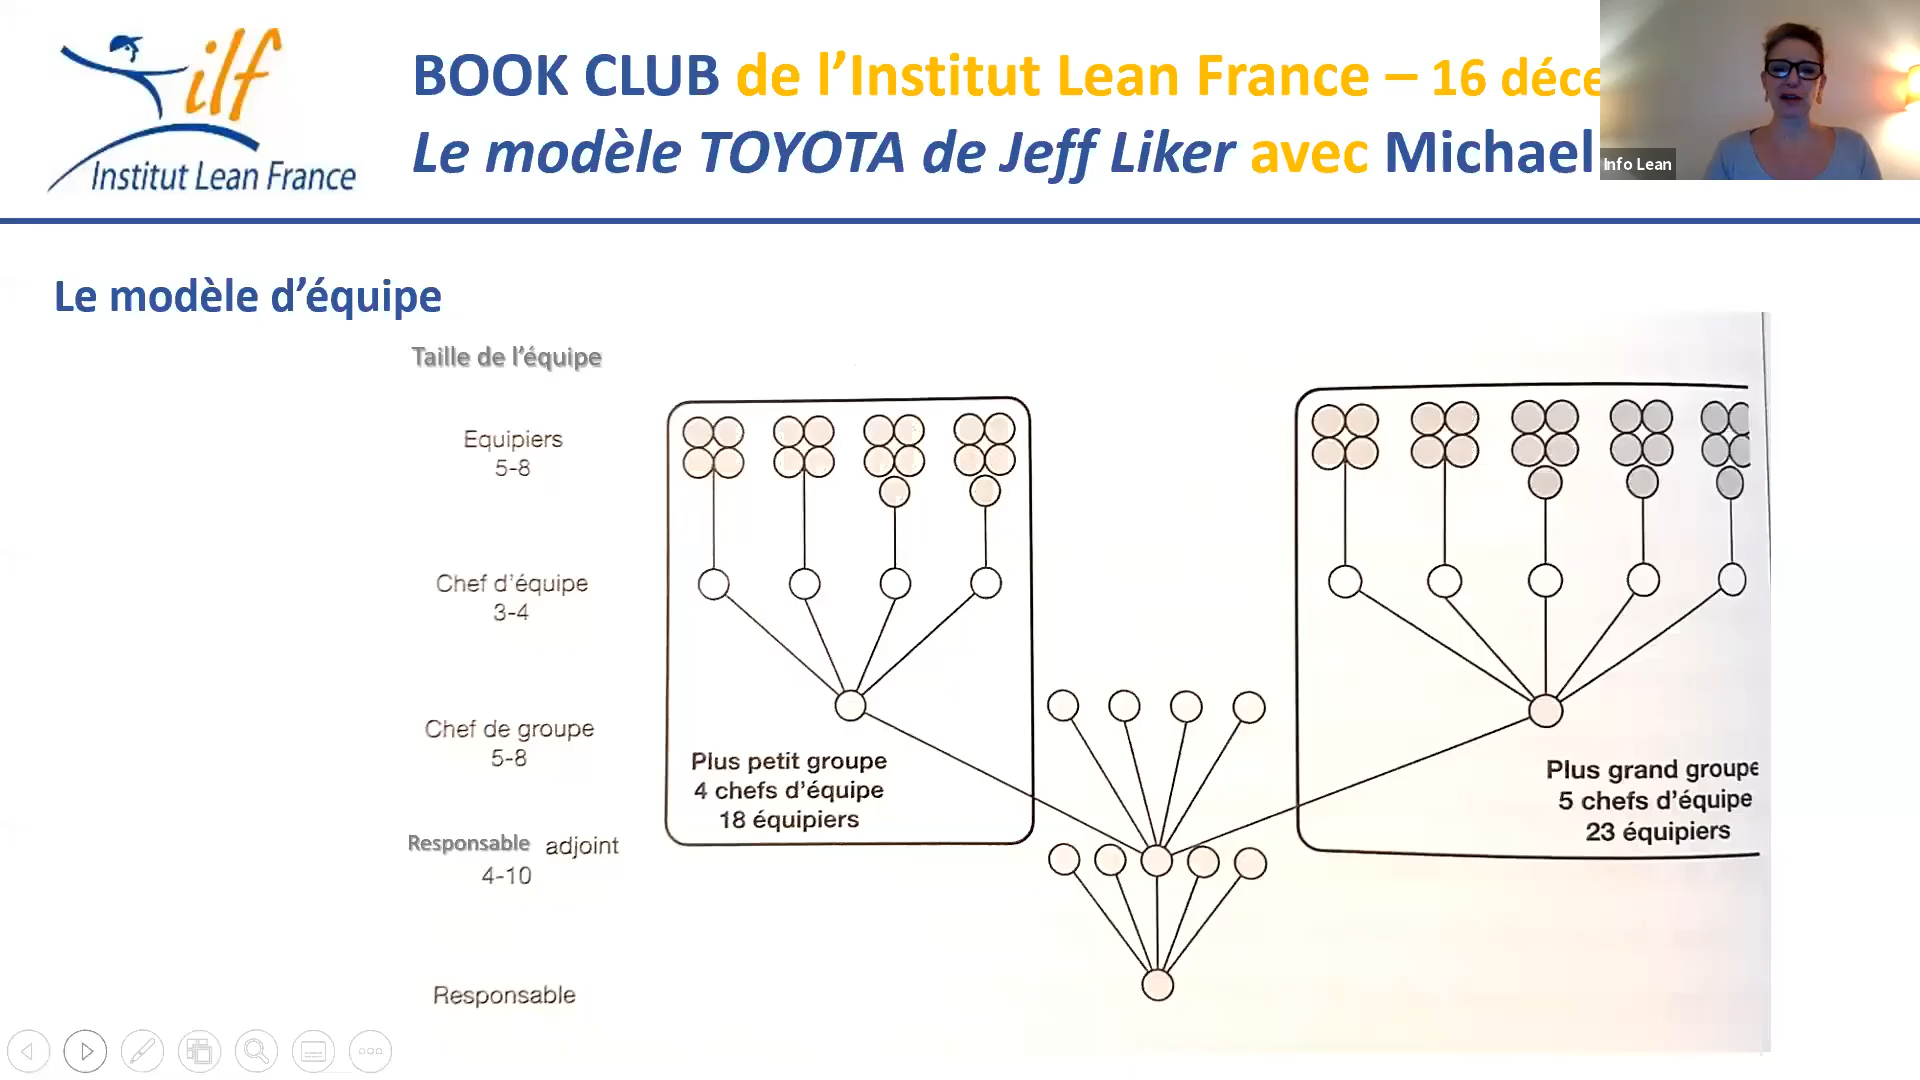 ilf
Institut Lean France
BOOK CLUB de l’Institut Lean France – 16 déce
Le modèle TOYOTA de Jeff Liker avec Michael
Info Lean
Le modèle d’équipe
Taille de l’équipe
Equipiers
5-8
Chef d’équipe
3-4
Chef de groupe
5-8
Responsable adjoint
4-10
Responsable
Plus petit groupe
4 chefs d’équipe
18 équipiers
Plus grand groupe
5 chefs d’équipe
23 équipiers